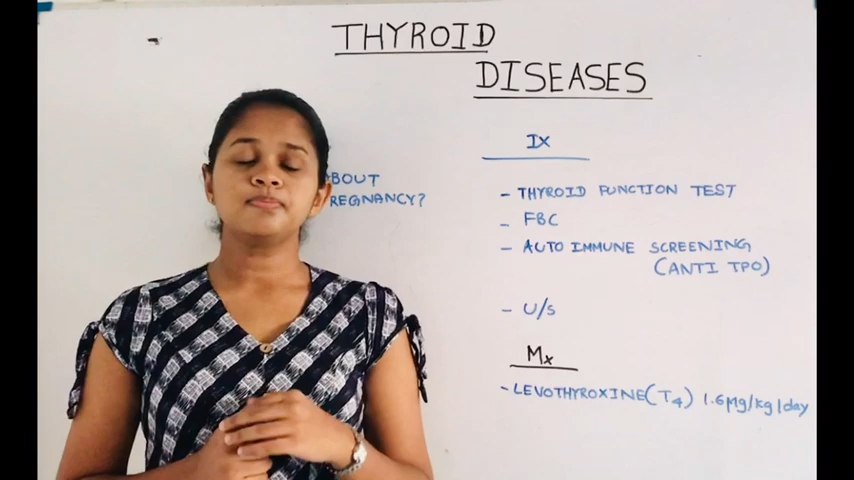 THYROID
DISEASES
BOUT
REGNANCY?
IX
- THYROID FUNCTION TEST
- FBC
- AUTO IMMUNE SCREENING
(ANTI TPO)
- U/S
Mx
- LEVOTHYROXINE (T4) 1.6μg/kg/day